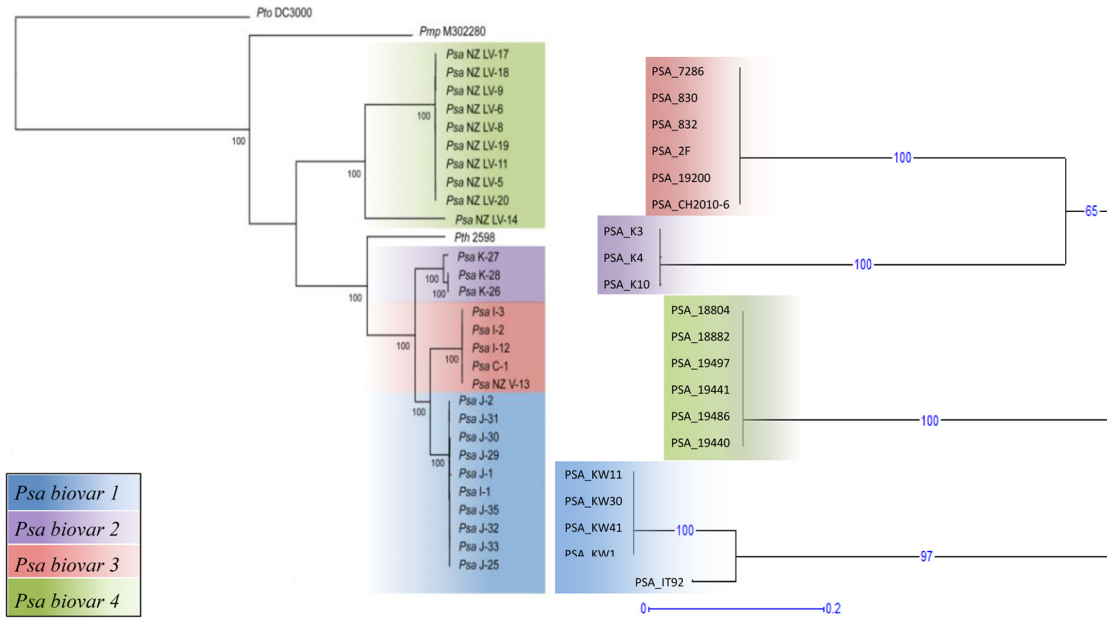 Pto DC3000
Pmp M302280
Psa NZ LV-17
Psa NZ LV-18
Psa NZ LV-9
Psa NZ LV-6
Psa NZ LV-8
Psa NZ LV-19
Psa NZ LV-11
Psa NZ LV-5
Psa NZ LV-20
Psa NZ LV-14
Pth 2598
Psa K-27
Psa K-28
Psa K-26
Psa I-3
Psa I-2
Psa I-12
Psa C-1
Psa NZ V-13
Psa J-2
Psa J-31
Psa J-30
Psa J-29
Psa J-1
Psa I-1
Psa J-35
Psa J-32
Psa J-33
Psa J-25
100
100
100
100
100
100
100
100
Psa biovar 1
Psa biovar 2
Psa biovar 3
Psa biovar 4
PSA_7286
PSA_830
PSA_832
PSA_2F
PSA_19200
PSA_CH2010-6
PSA_K3
PSA_K4
PSA_K10
PSA_18804
PSA_18882
PSA_19497
PSA_19441
PSA_19486
PSA_19440
PSA_KW11
PSA_KW30
PSA_KW41
PSA_KW1
PSA_IT92
100
65
100
100
100
97
0 0.2